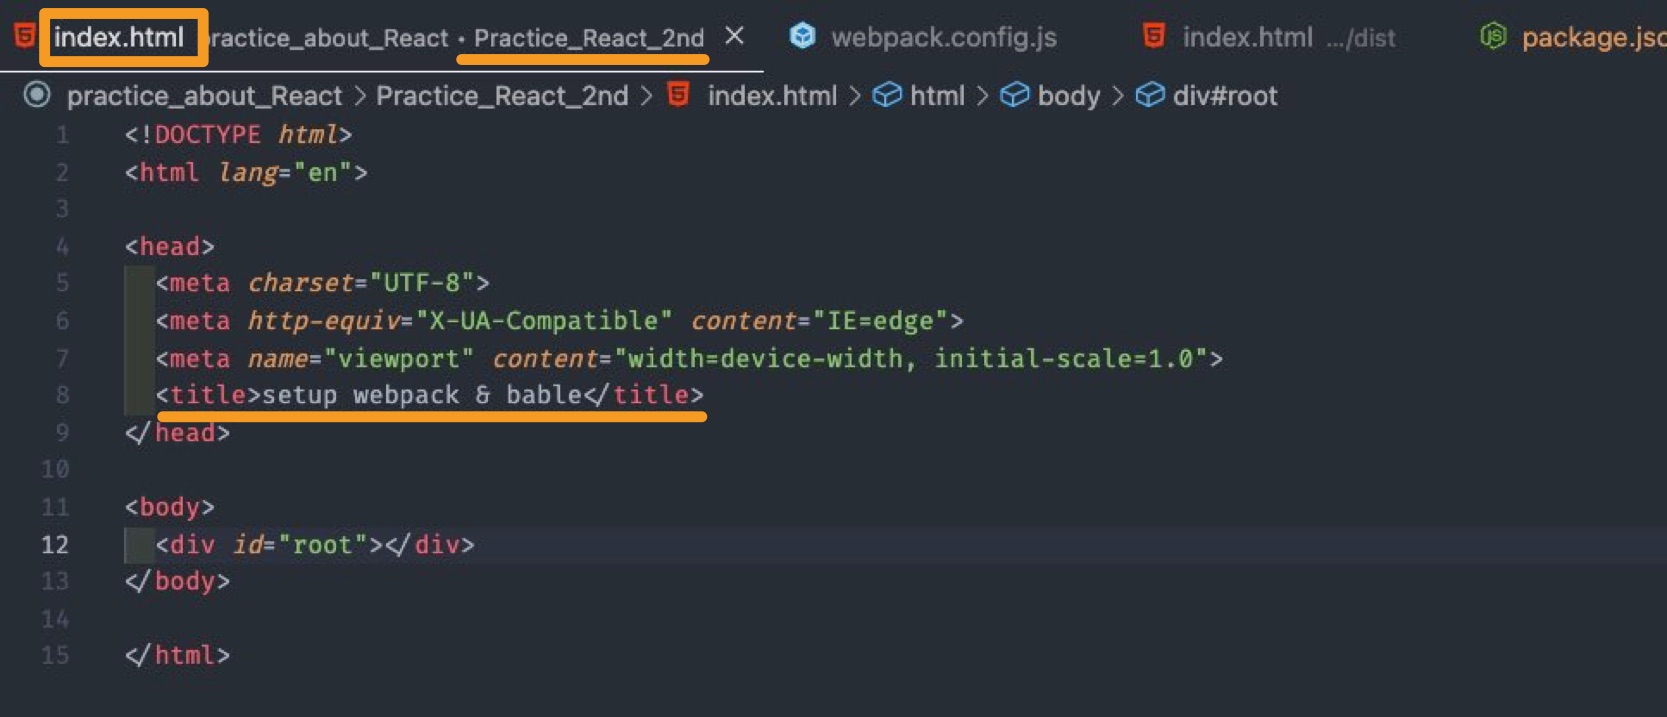 index.html practice_about_React • Practice_React_2nd webpack.config.js index.html .../dist package.jso
practice_about_React > Practice_React_2nd > index.html > html > body > div#root
1 <!DOCTYPE html>
2 <html lang="en">
3
4 <head>
5 <meta charset="UTF-8">
6 <meta http-equiv="X-UA-Compatible" content="IE=edge">
7 <meta name="viewport" content="width=device-width, initial-scale=1.0">
8 <title>setup webpack & bable</title>
9 </head>
10
11 <body>
12 <div id="root"></div>
13 </body>
14
15 </html>